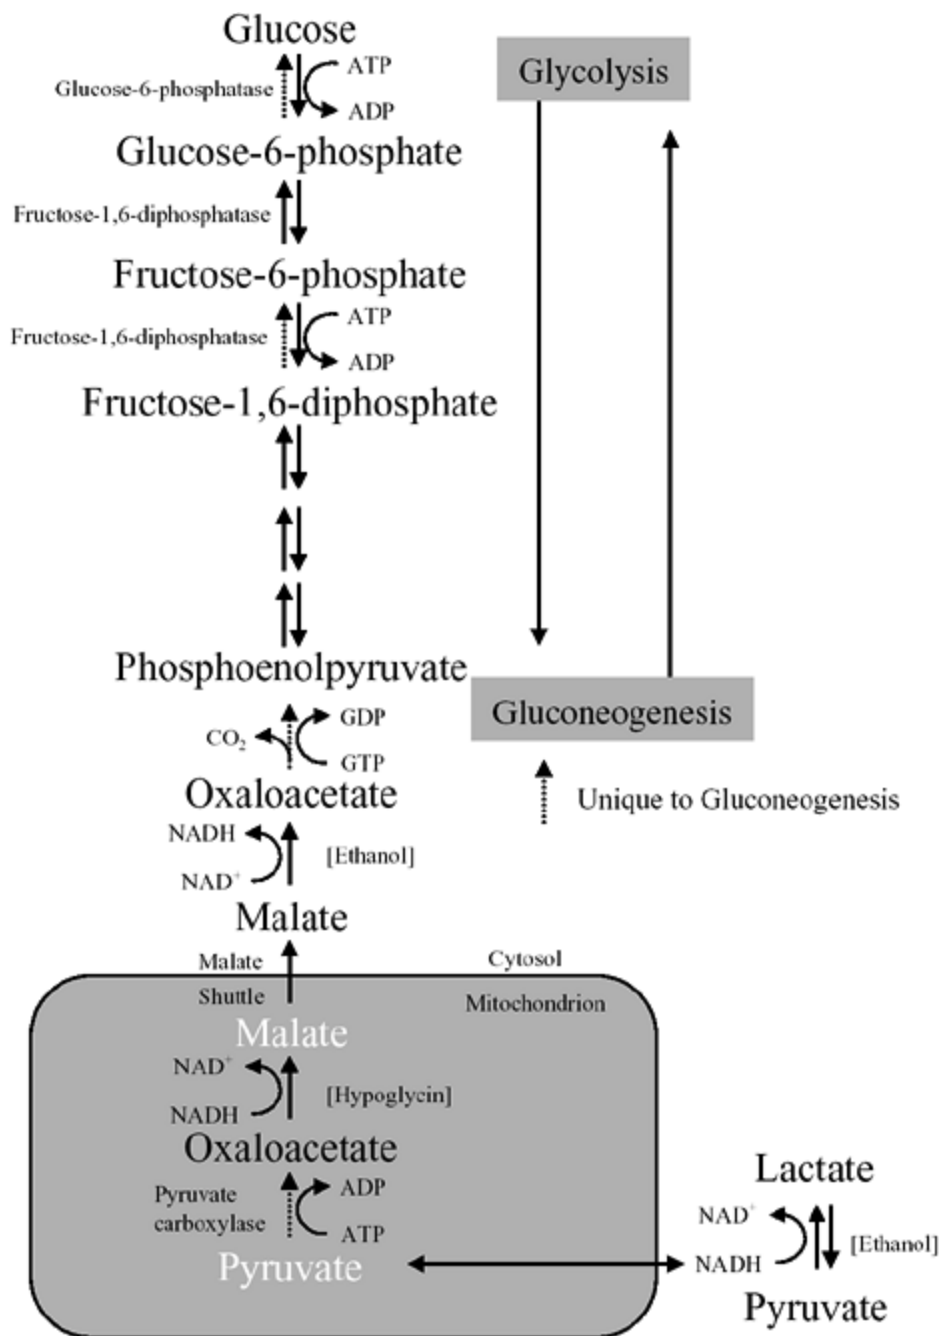 Glucose
Glycolysis
ATP
Glucose-6-phosphatase
ADP
Glucose-6-phosphate
Fructose-1,6-diphosphatase
Fructose-6-phosphate
ATP
Fructose-1,6-diphosphatase
ADP
Fructose-1,6-diphosphate
Phosphoenolpyruvate
Gluconeogenesis
GDP
CO₂
GTP
Oxaloacetate
Unique to Gluconeogenesis
NADH
[Ethanol]
NAD⁺
Malate
Malate
Cytosol
Shuttle
Mitochondrion
Malate
NAD⁺
[Hypoglycin]
NADH
Oxaloacetate
Lactate
Pyruvate
carboxylase
ADP
ATP
NAD⁺
[Ethanol]
NADH
Pyruvate
Pyruvate